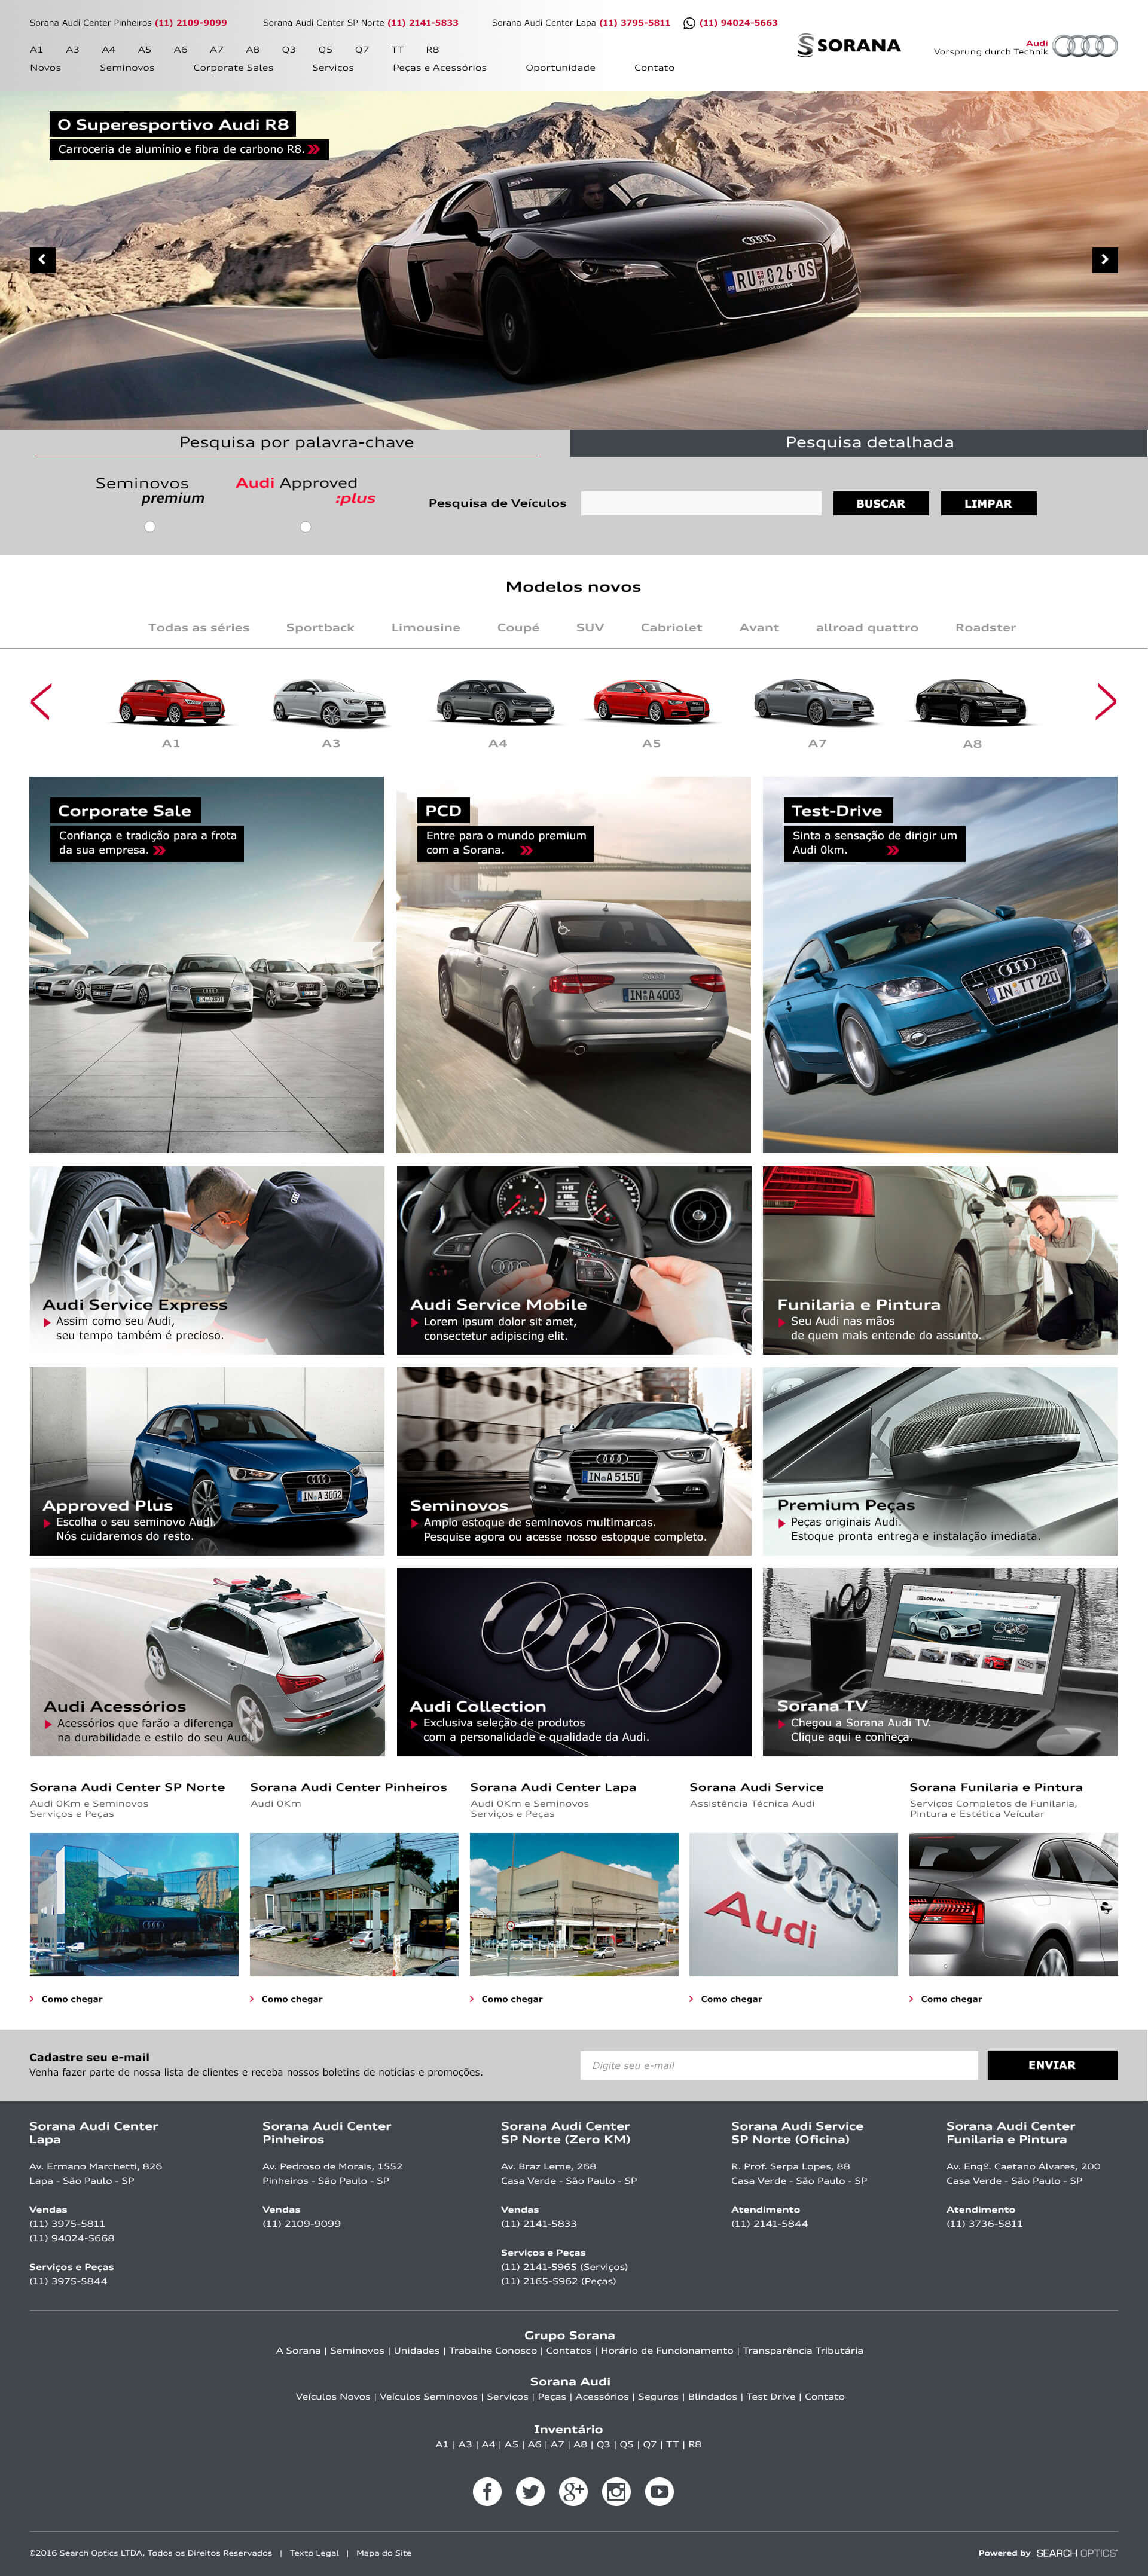 Sorana Audi Center Pinheiros (11) 2109-9099 Sorana Audi Center SP Norte (11) 2141-5833 Sorana Audi Center Lapa (11) 3795-5811 (11) 94024-5663
A1 A3 A4 A5 A6 A7 A8 Q3 Q5 Q7 TT R8
Novos Seminovos Corporate Sales Serviços Peças e Acessórios Oportunidade Contato
SORANA
Audi
Vorsprung durch Technik
O Superesportivo Audi R8
Carroceria de alumínio e fibra de carbono R8.
RU 826-OS
Pesquisa por palavra-chave
Pesquisa detalhada
Seminovos
premium
Audi Approved
:plus
Pesquisa de Veículos
BUSCAR
LIMPAR
Modelos novos
Todas as séries Sportback Limousine Coupé SUV Cabriolet Avant allroad quattro Roadster
A1 A3 A4 A5 A7 A8
Corporate Sale
Confiança e tradição para a frota
da sua empresa.
PCD
Entre para o mundo premium
com a Sorana.
IN A 4003
Test-Drive
Sinta a sensação de dirigir um
Audi 0km.
IN TT 220
Audi Service Express
Assim como seu Audi,
seu tempo também é precioso.
Audi Service Mobile
Lorem ipsum dolor sit amet,
consectetur adipiscing elit.
Funilaria e Pintura
Seu Audi nas mãos
de quem mais entende do assunto.
IN A 3002
Approved Plus
Escolha o seu seminovo Audi.
Nós cuidaremos do resto.
IN A 5150
Seminovos
Amplo estoque de seminovos multimarcas.
Pesquise agora ou acesse nosso estopque completo.
Premium Peças
Peças originais Audi.
Estoque pronta entrega e instalação imediata.
Audi Acessórios
Acessórios que farão a diferença
na durabilidade e estilo do seu Audi.
Audi Collection
Exclusiva seleção de produtos
com a personalidade e qualidade da Audi.
SORANA
Sorana TV
Chegou a Sorana Audi TV.
Clique aqui e conheça.
Sorana Audi Center SP Norte
Audi 0Km e Seminovos
Serviços e Peças
Sorana Audi Center Pinheiros
Audi 0Km
Sorana Audi Center Lapa
Audi 0Km e Seminovos
Serviços e Peças
Sorana Audi Service
Assistência Técnica Audi
Sorana Funilaria e Pintura
Serviços Completos de Funilaria,
Pintura e Estética Veícular
Audi
Como chegar
Como chegar
Como chegar
Como chegar
Como chegar
Cadastre seu e-mail
Venha fazer parte de nossa lista de clientes e receba nossos boletins de notícias e promoções.
Digite seu e-mail
ENVIAR
Sorana Audi Center
Lapa
Av. Ermano Marchetti, 826
Lapa - São Paulo - SP
Vendas
(11) 3975-5811
(11) 94024-5668
Serviços e Peças
(11) 3975-5844
Sorana Audi Center
Pinheiros
Av. Pedroso de Morais, 1552
Pinheiros - São Paulo - SP
Vendas
(11) 2109-9099
Sorana Audi Center
SP Norte (Zero KM)
Av. Braz Leme, 268
Casa Verde - São Paulo - SP
Vendas
(11) 2141-5833
Serviços e Peças
(11) 2141-5965 (Serviços)
(11) 2165-5962 (Peças)
Sorana Audi Service
SP Norte (Oficina)
R. Prof. Serpa Lopes, 88
Casa Verde - São Paulo - SP
Atendimento
(11) 2141-5844
Sorana Audi Center
Funilaria e Pintura
Av. Engº. Caetano Álvares, 200
Casa Verde - São Paulo - SP
Atendimento
(11) 3736-5811
Grupo Sorana
A Sorana | Seminovos | Unidades | Trabalhe Conosco | Contatos | Horário de Funcionamento | Transparência Tributária
Sorana Audi
Veículos Novos | Veículos Seminovos | Serviços | Peças | Acessórios | Seguros | Blindados | Test Drive | Contato
Inventário
A1 | A3 | A4 | A5 | A6 | A7 | A8 | Q3 | Q5 | Q7 | TT | R8
©2016 Search Optics LTDA, Todos os Direitos Reservados | Texto Legal | Mapa do Site
Powered by SEARCH OPTICS